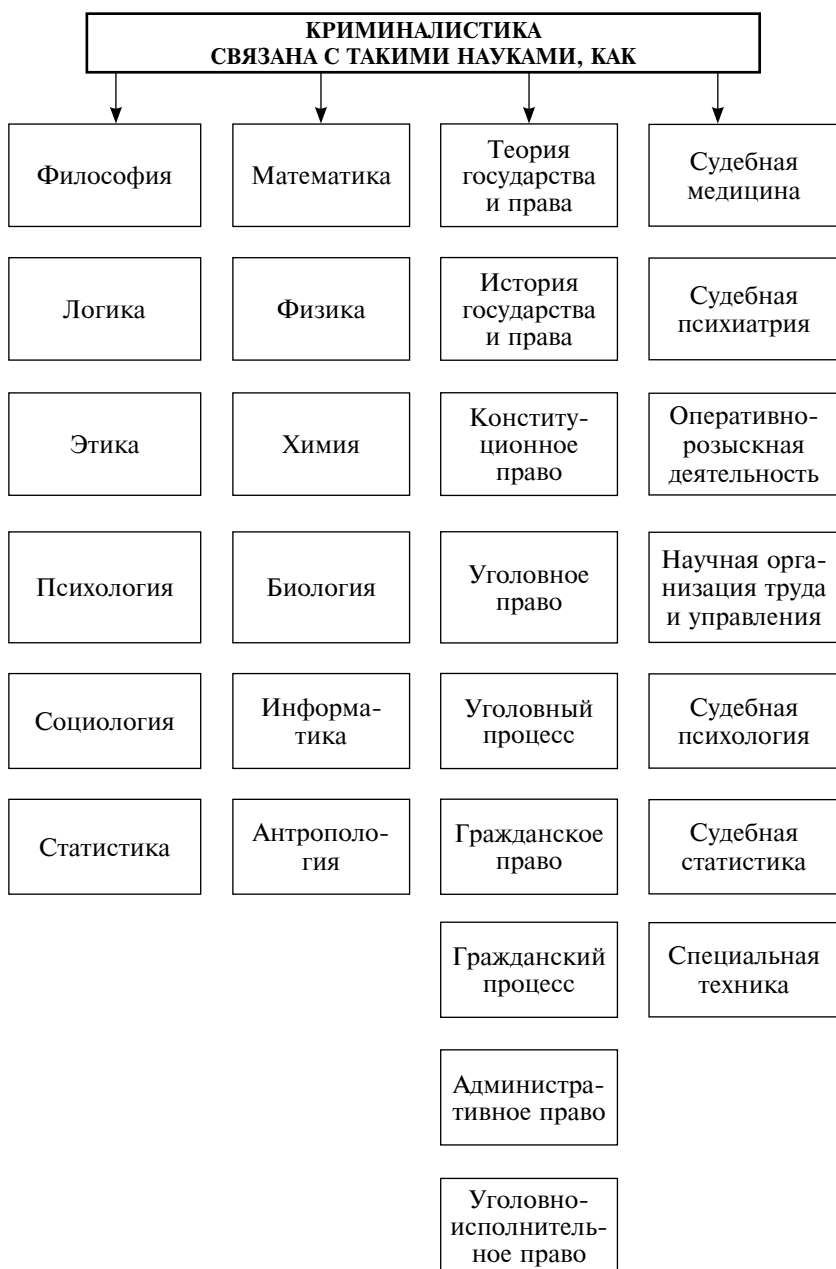 КРИМИНАЛИСТИКА
СВЯЗАНА С ТАКИМИ НАУКАМИ, КАК
Философия
Логика
Этика
Психология
Социология
Статистика
Математика
Физика
Химия
Биология
Информа-
тика
Антрополо-
гия
Теория
государства
и права
История
государства
и права
Конститу-
ционное
право
Уголовное
право
Уголовный
процесс
Гражданское
право
Гражданский
процесс
Администра-
тивное право
Уголовно-
исполнитель-
ное право
Судебная
медицина
Судебная
психиатрия
Оперативно-
розыскная
деятельность
Научная орга-
низация труда
и управления
Судебная
психология
Судебная
статистика
Специальная
техника